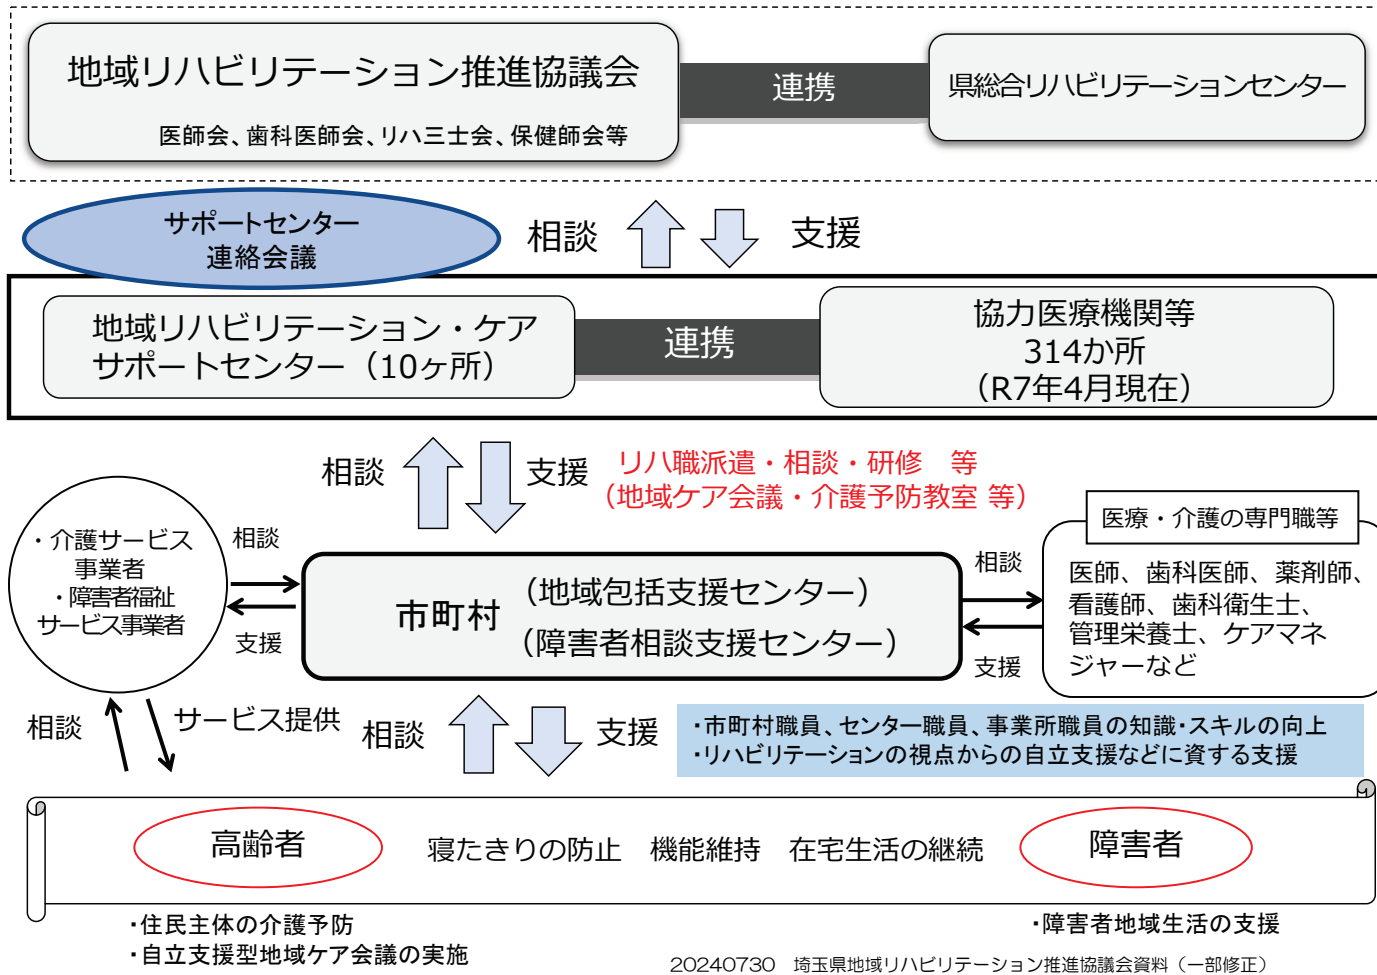 地域リハビリテーション推進協議会
医師会、歯科医師会、リハ三士会、保健師会等
連携
県総合リハビリテーションセンター
サポートセンター
連絡会議
相談
支援
地域リハビリテーション・ケア
サポートセンター（10ヶ所）
連携
協力医療機関等
314か所
（R7年4月現在）
相談
支援
リハ職派遣・相談・研修　等
（地域ケア会議・介護予防教室 等）
・介護サービス
事業者
・障害者福祉
サービス事業者
相談
支援
市町村
（地域包括支援センター）
（障害者相談支援センター）
相談
支援
医療・介護の専門職等
医師、歯科医師、薬剤師、
看護師、歯科衛生士、
管理栄養士、ケアマネ
ジャーなど
相談
サービス提供
相談
支援
・市町村職員、センター職員、事業所職員の知識・スキルの向上
・リハビリテーションの視点からの自立支援などに資する支援
高齢者
寝たきりの防止　機能維持　在宅生活の継続
障害者
・住民主体の介護予防
・自立支援型地域ケア会議の実施
・障害者地域生活の支援
20240730　埼玉県地域リハビリテーション推進協議会資料（一部修正）